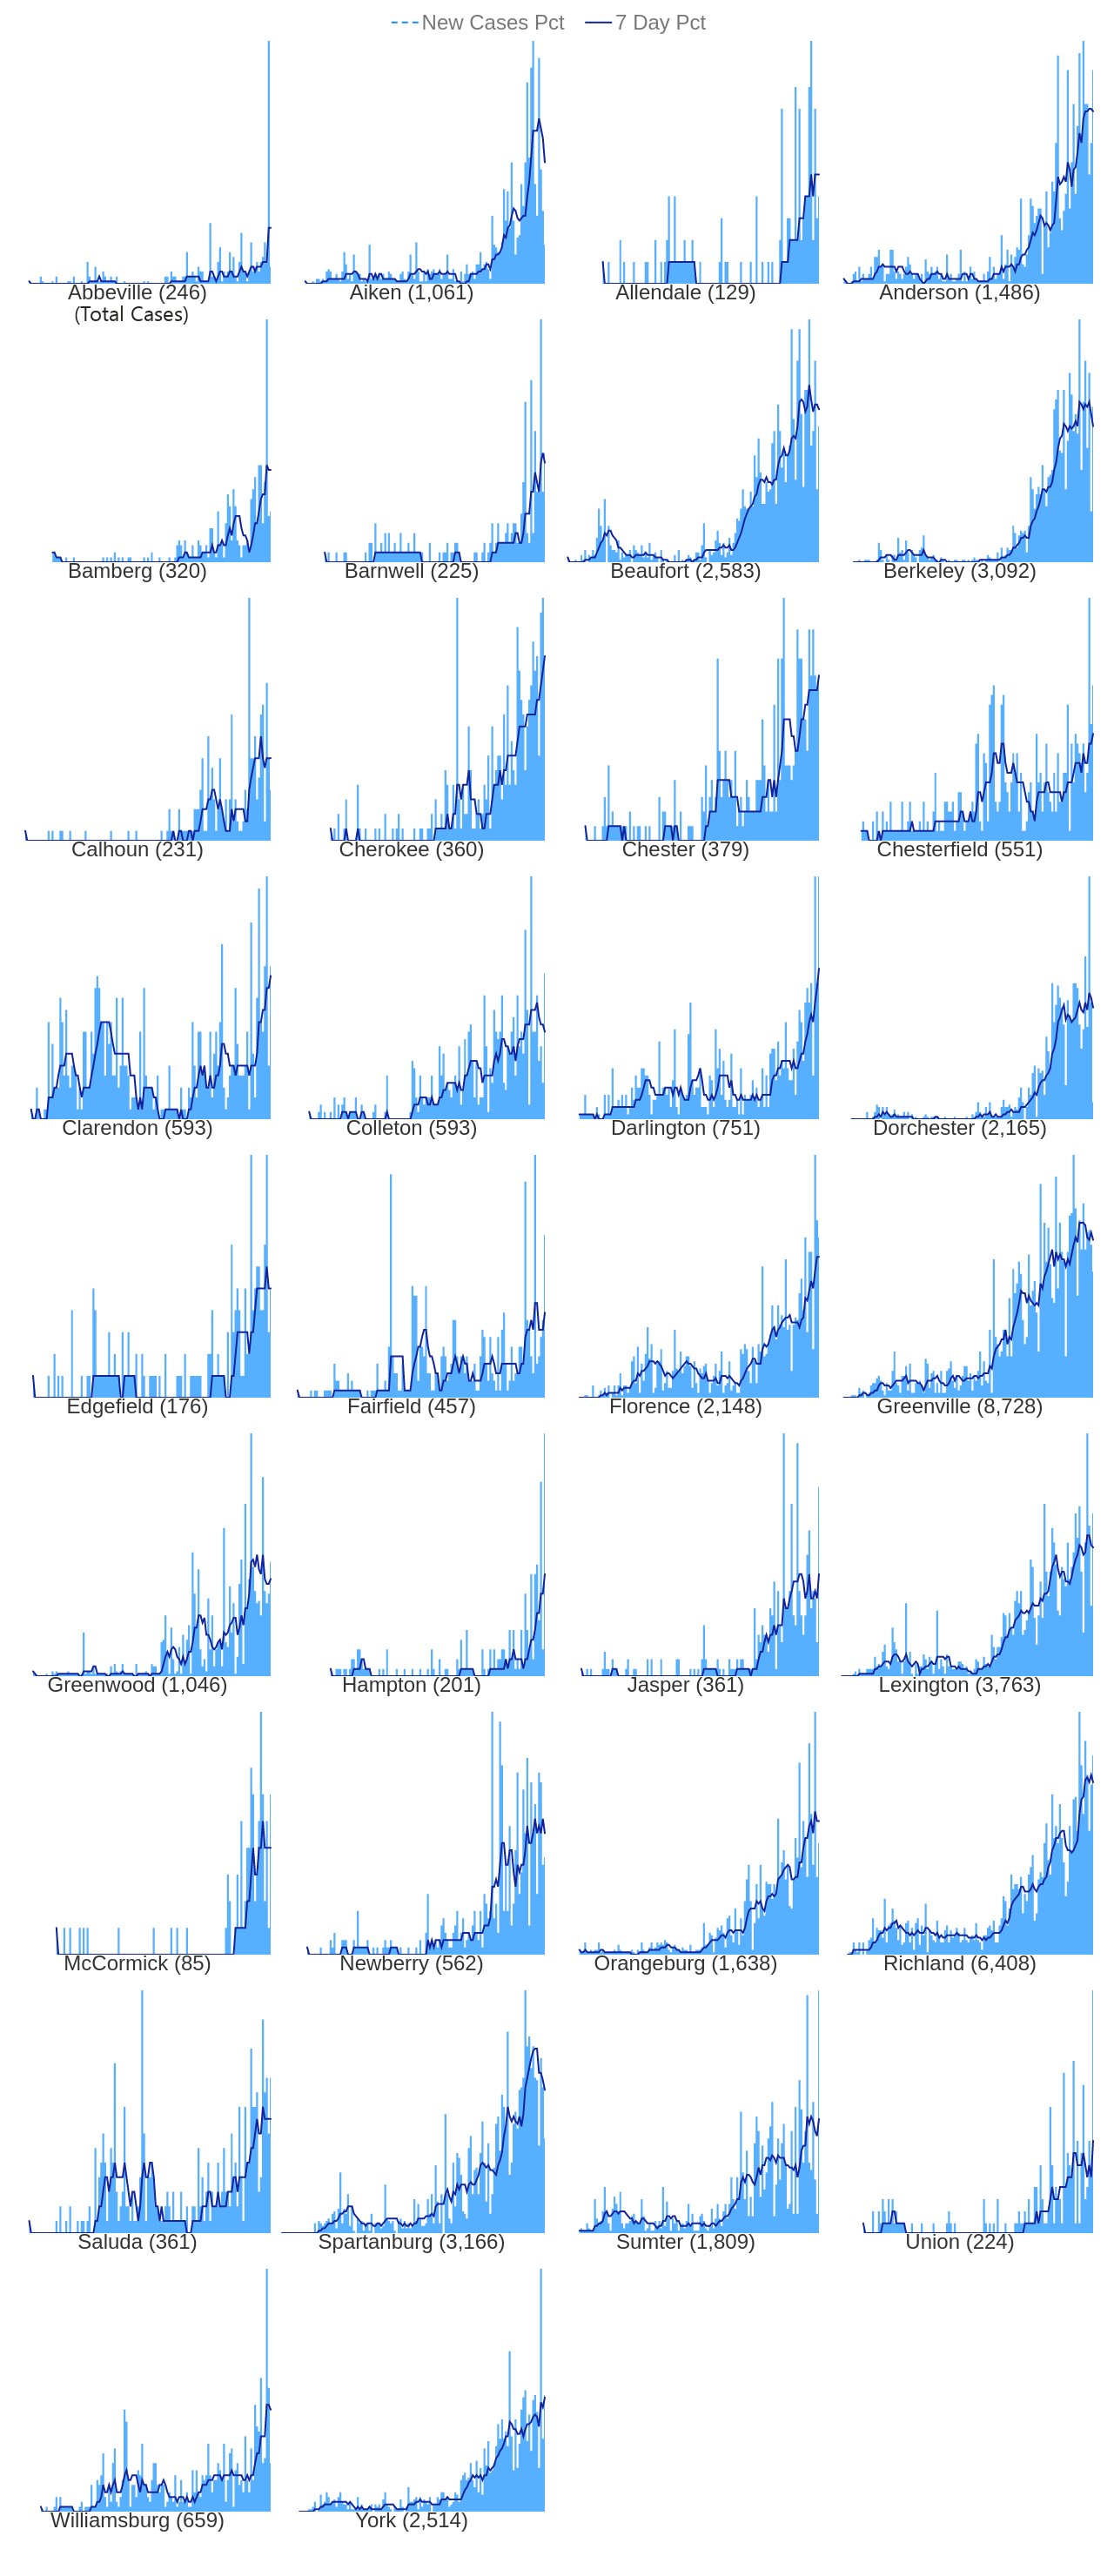 New Cases Pct 7 Day Pct
Abbeville (246) Aiken (1,061) Allendale (129) Anderson (1,486)
(Total Cases)
Bamberg (320) Barnwell (225) Beaufort (2,583) Berkeley (3,092)
Calhoun (231) Cherokee (360) Chester (379) Chesterfield (551)
Clarendon (593) Colleton (593) Darlington (751) Dorchester (2,165)
Edgefield (176) Fairfield (457) Florence (2,148) Greenville (8,728)
Greenwood (1,046) Hampton (201) Jasper (361) Lexington (3,763)
McCormick (85) Newberry (562) Orangeburg (1,638) Richland (6,408)
Saluda (361) Spartanburg (3,166) Sumter (1,809) Union (224)
Williamsburg (659) York (2,514)